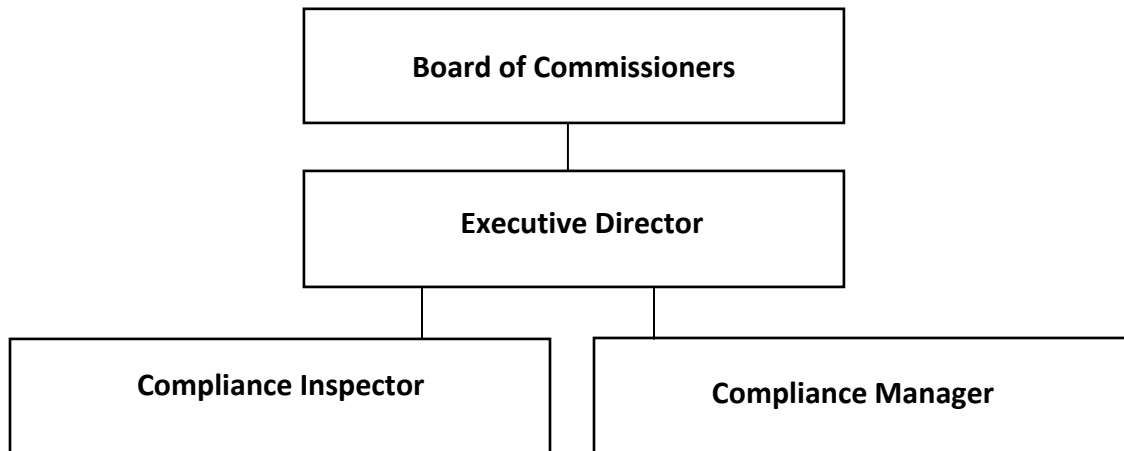 Board of Commissioners
Executive Director
Compliance Inspector
Compliance Manager